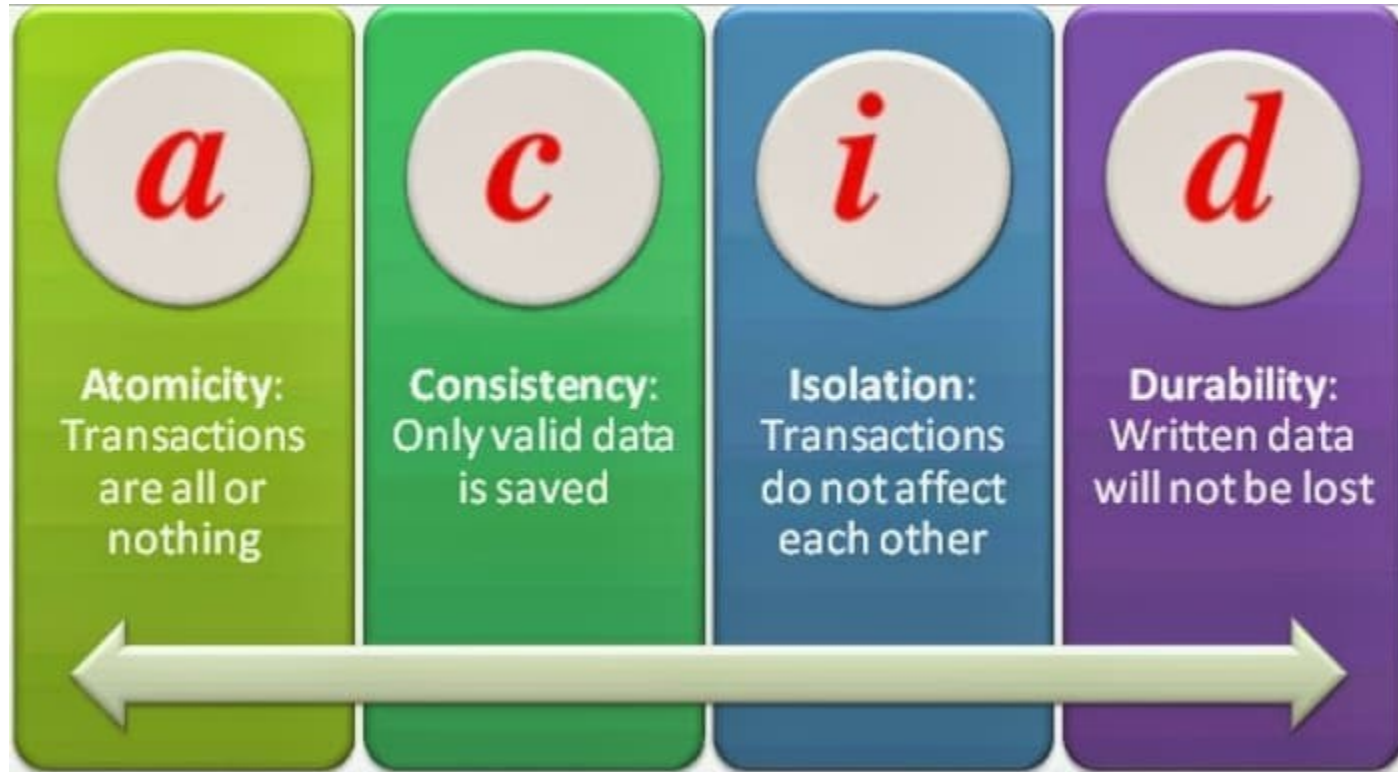 a
Atomicity:
Transactions
are all or
nothing
c
Consistency:
Only valid data
is saved
i
Isolation:
Transactions
do not affect
each other
d
Durability:
Written data
will not be lost